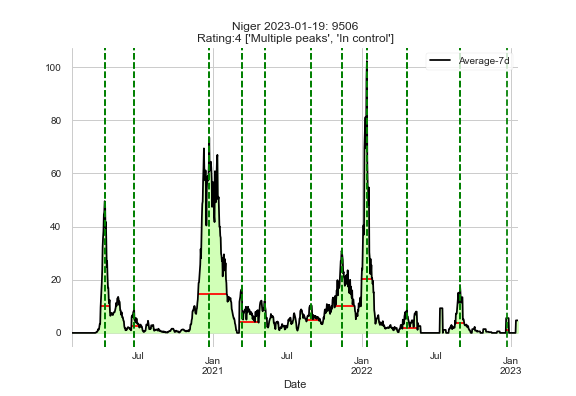 Niger 2023-01-19: 9506
Rating:4 ['Multiple peaks', 'In control']
Average-7d
100
80
60
40
20
0
Jul
Jan
2021
Jul
Jan
2022
Jul
Jan
2023
Date